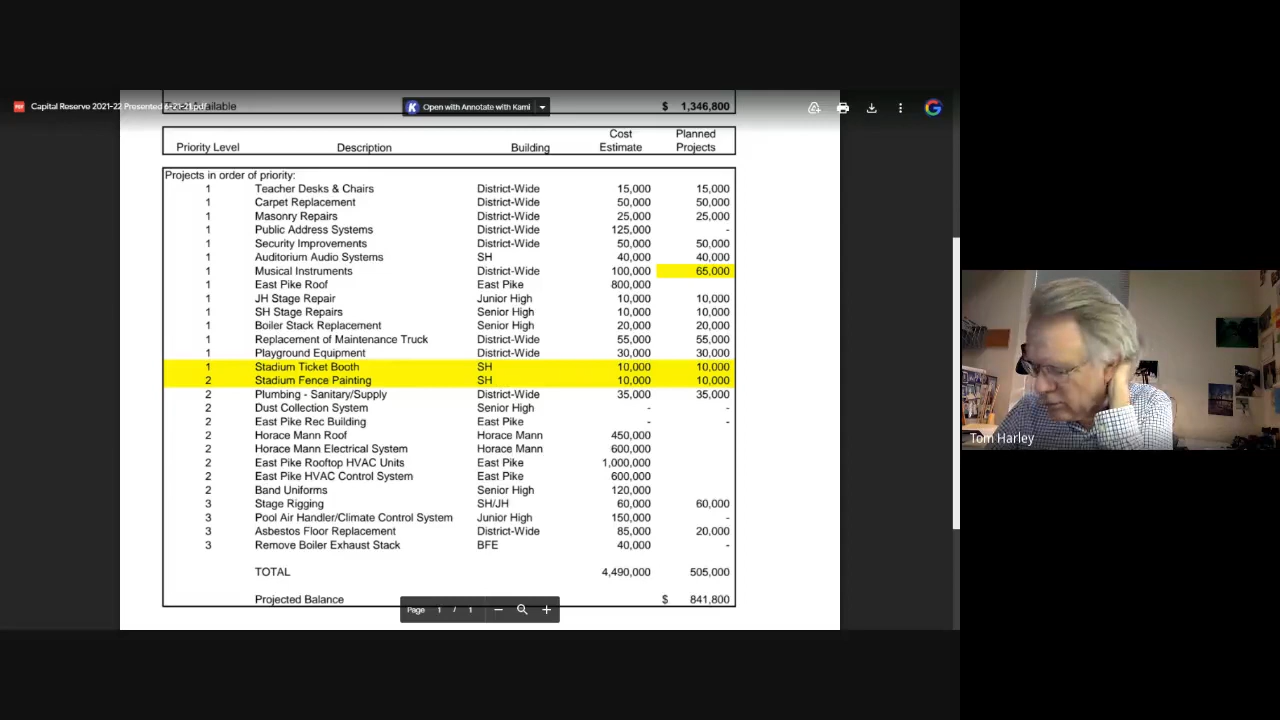 Capital Reserve 2021-22 Presented 6-21-21.pdf
Available $ 1,346,800
Open with Annotate with Kami
Cost Planned
Priority Level Description Building Estimate Projects
Projects in order of priority:
1 Teacher Desks & Chairs District-Wide 15,000 15,000
1 Carpet Replacement District-Wide 50,000 50,000
1 Masonry Repairs District-Wide 25,000 25,000
1 Public Address Systems District-Wide 125,000 -
1 Security Improvements District-Wide 50,000 50,000
1 Auditorium Audio Systems SH 40,000 40,000
1 Musical Instruments District-Wide 100,000 65,000
1 East Pike Roof East Pike 800,000
1 JH Stage Repair Junior High 10,000 10,000
1 SH Stage Repairs Senior High 10,000 10,000
1 Boiler Stack Replacement Senior High 20,000 20,000
1 Replacement of Maintenance Truck District-Wide 55,000 55,000
1 Playground Equipment District-Wide 30,000 30,000
1 Stadium Ticket Booth SH 10,000 10,000
2 Stadium Fence Painting SH 10,000 10,000
2 Plumbing - Sanitary/Supply District-Wide 35,000 35,000
2 Dust Collection System Senior High - -
2 East Pike Rec Building East Pike - -
2 Horace Mann Roof Horace Mann 450,000
2 Horace Mann Electrical System Horace Mann 600,000
2 East Pike Rooftop HVAC Units East Pike 1,000,000
2 East Pike HVAC Control System East Pike 600,000
2 Band Uniforms Senior High 120,000
3 Stage Rigging SH/JH 60,000 60,000
3 Pool Air Handler/Climate Control System Junior High 150,000 -
3 Asbestos Floor Replacement District-Wide 85,000 20,000
3 Remove Boiler Exhaust Stack BFE 40,000 -
TOTAL 4,490,000 505,000
Projected Balance $ 841,800
Page 1 / 1
Tom Harley